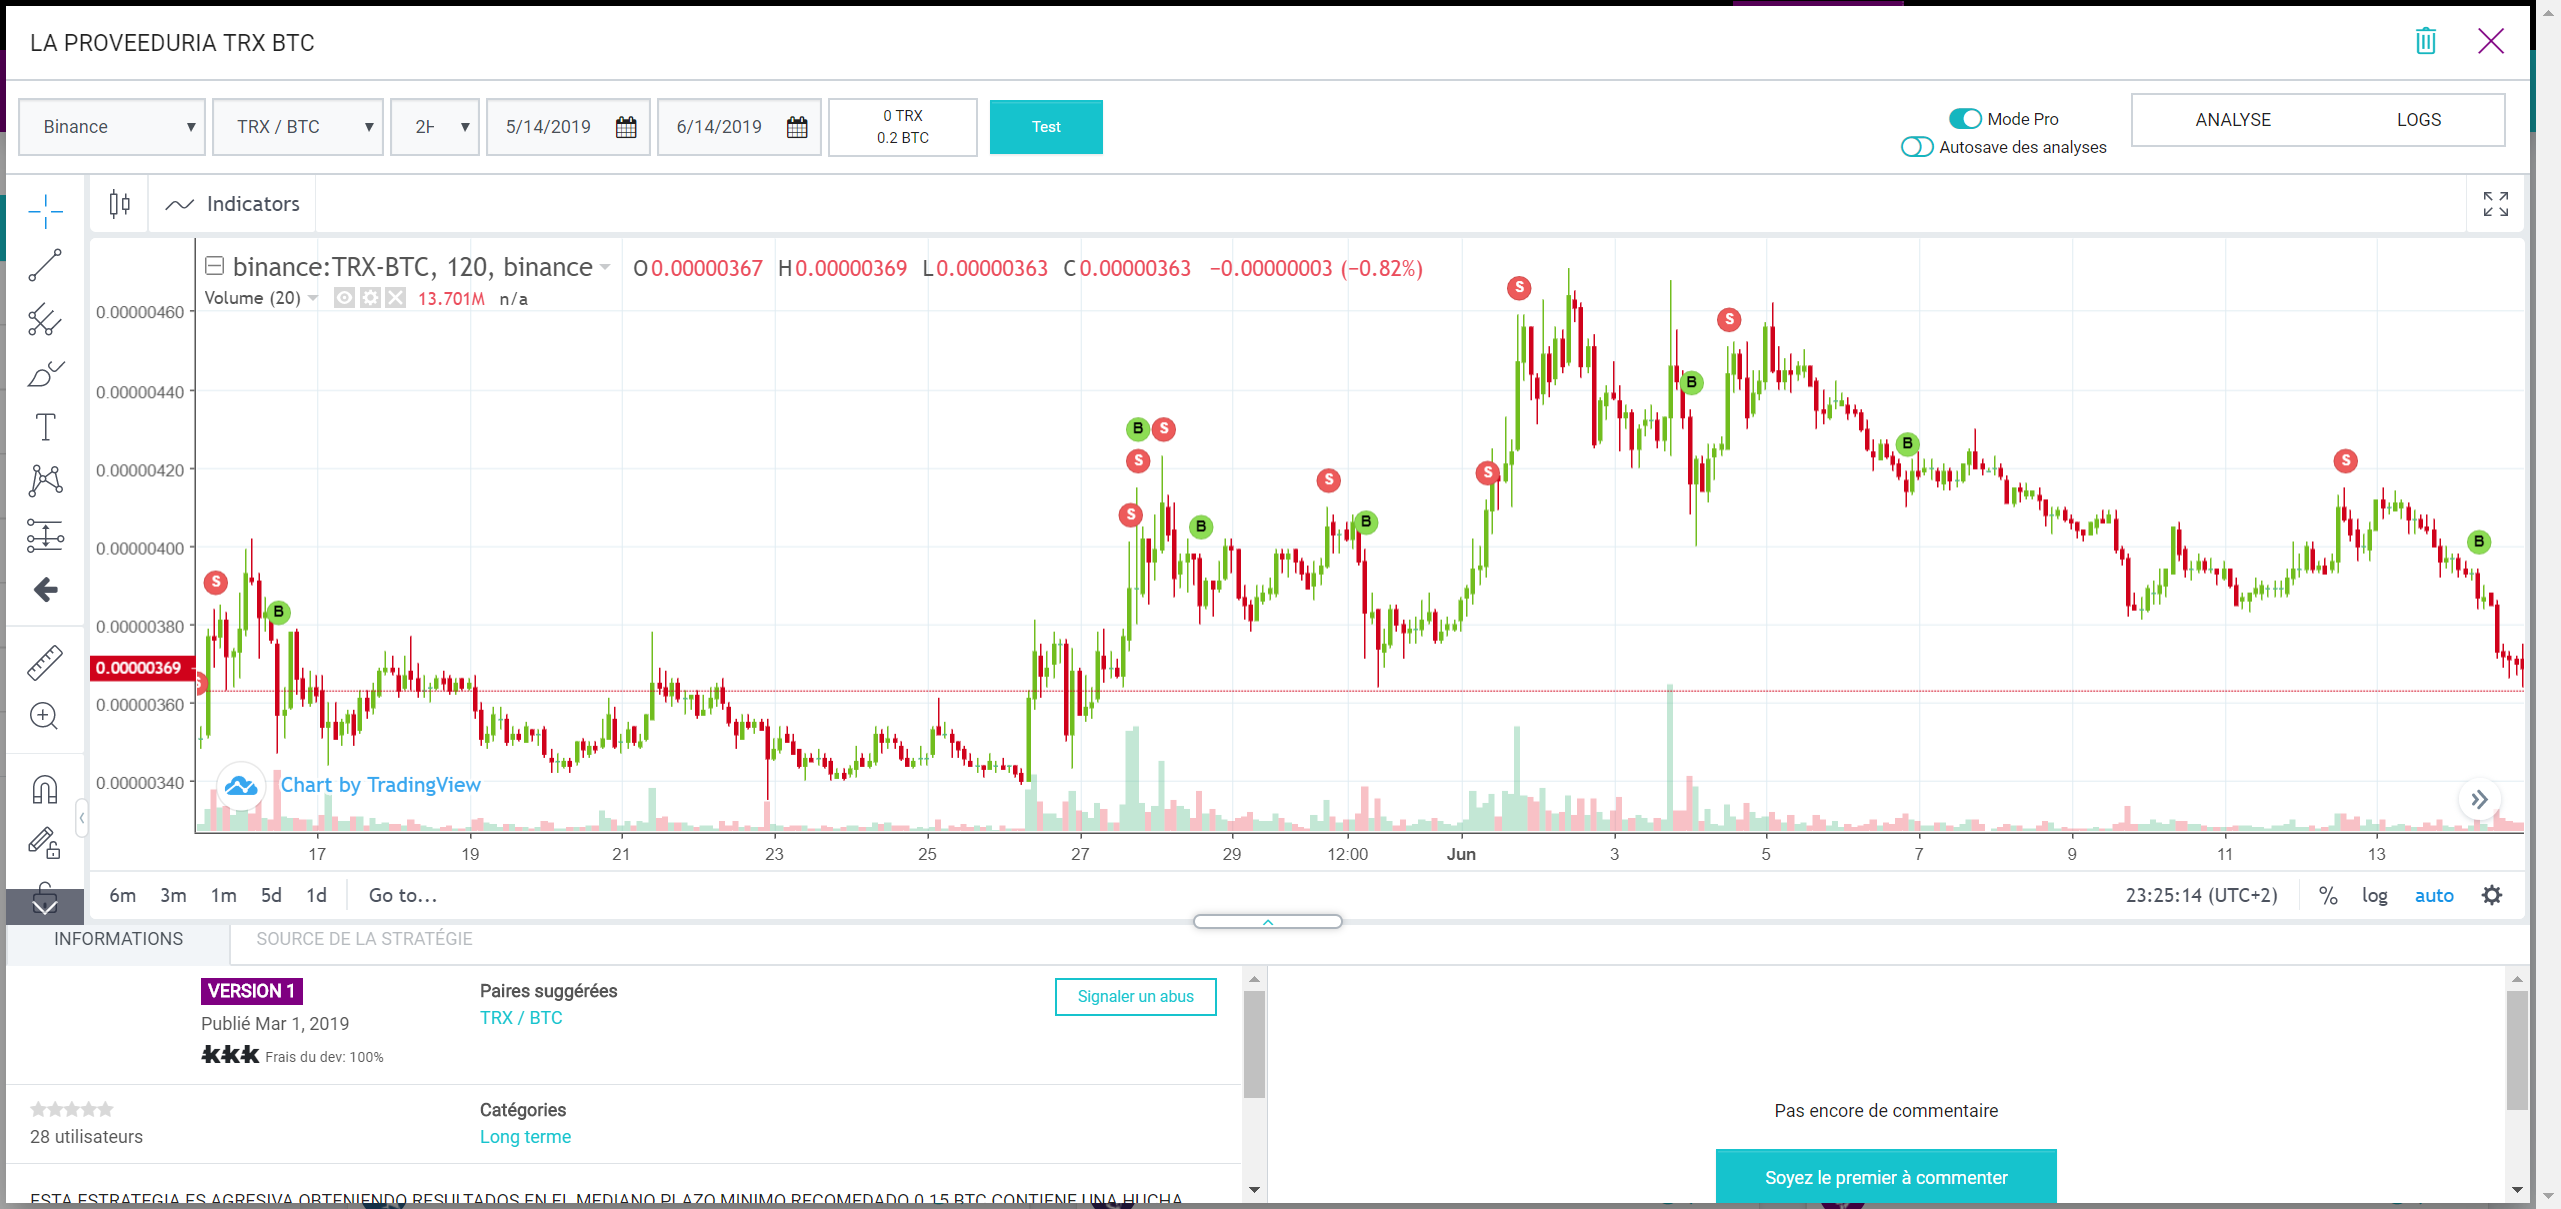 LA PROVEEDURIA TRX BTC
Binance
TRX / BTC
2H
5/14/2019
6/14/2019
0 TRX
0.2 BTC
Test
Mode Pro
Autosave des analyses
ANALYSE
LOGS
Indicators
binance:TRX-BTC, 120, binance
O0.00000367 H0.00000369 L0.00000363 C0.00000363 −0.00000003 (−0.82%)
Volume (20)
13.701M n/a
0.00000460
0.00000440
0.00000420
0.00000400
0.00000380
0.00000369
0.00000360
0.00000340
S
S
B
S
B
S
S
B
S
B
S
S
B
S
B
S
B
Chart by TradingView
17 19 21 23 25 27 29 12:00 Jun 3 5 7 9 11 13
6m 3m 1m 5d 1d Go to...
23:25:14 (UTC+2) % log auto
INFORMATIONS
SOURCE DE LA STRATÉGIE
VERSION 1
Publié Mar 1, 2019
Frais du dev: 100%
Paires suggérées
TRX / BTC
Signaler un abus
28 utilisateurs
Catégories
Long terme
ESTA ESTRATEGIA ES AGRESIVA OBTENIENDO RESULTADOS EN EL MEDIANO PLAZO MINIMO RECOMEDADO 0.15 BTC CONTIENE UNA HUCHA
Pas encore de commentaire
Soyez le premier à commenter